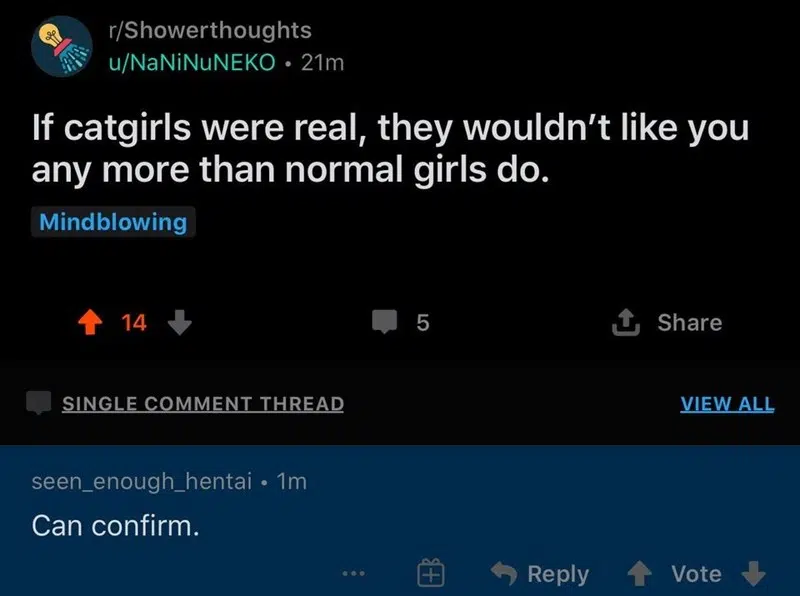 r/Showerthoughts
u/NaNiNuNEKO • 21m
If catgirls were real, they wouldn’t like you
any more than normal girls do.
Mindblowing
14
5
Share
SINGLE COMMENT THREAD
VIEW ALL
seen_enough_hentai • 1m
Can confirm.
Reply
Vote